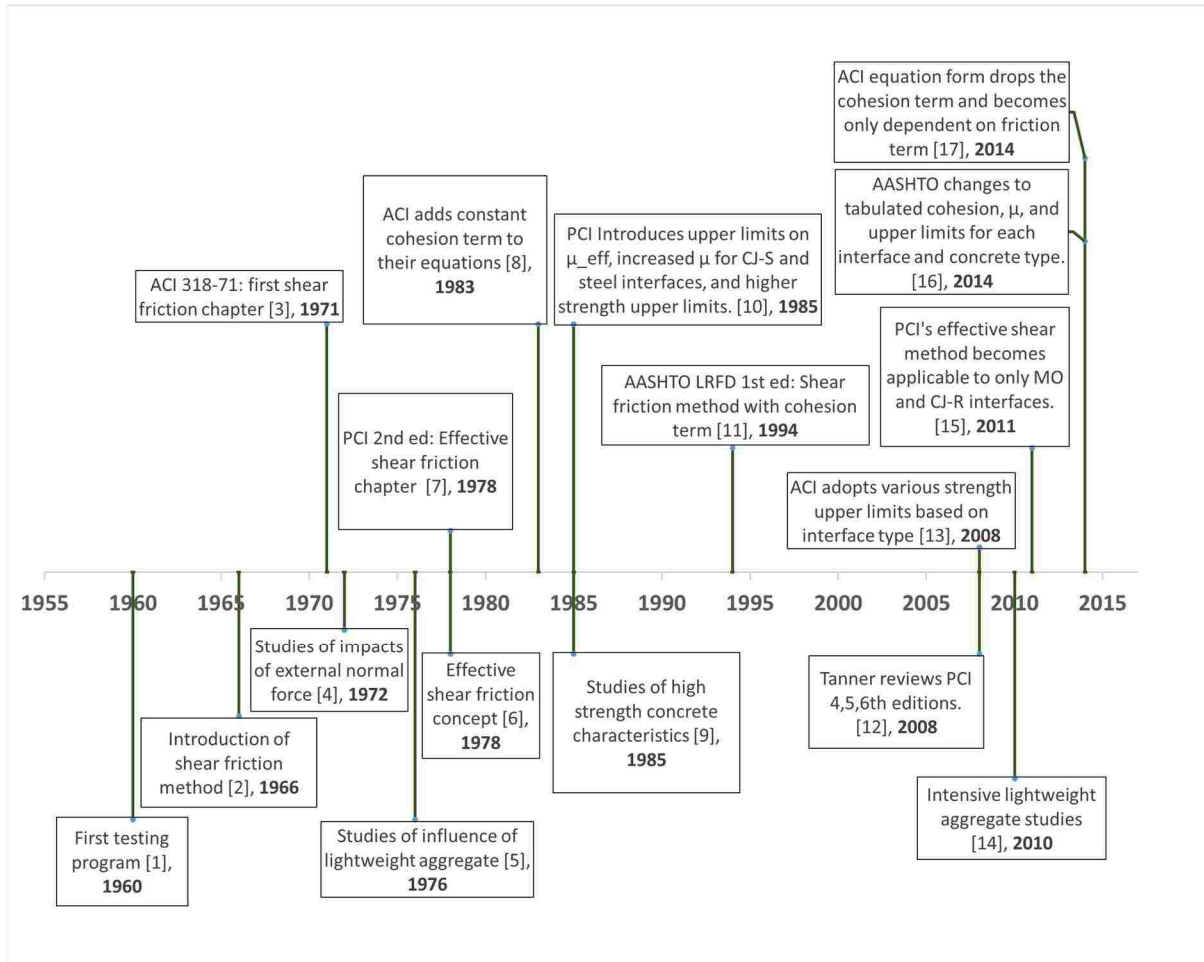 ACI equation form drops the
cohesion term and becomes
only dependent on friction
term [17], 2014
AASHTO changes to
tabulated cohesion, μ, and
upper limits for each
interface and concrete type.
[16], 2014
ACI adds constant
cohesion term to
their equations [8],
1983
PCI Introduces upper limits on
μ_eff, increased μ for CJ-S and
steel interfaces, and higher
strength upper limits. [10], 1985
ACI 318-71: first shear
friction chapter [3], 1971
PCI's effective shear
method becomes
applicable to only MO
and CJ-R interfaces.
[15], 2011
AASHTO LRFD 1st ed: Shear
friction method with cohesion
term [11], 1994
PCI 2nd ed: Effective
shear friction
chapter [7], 1978
ACI adopts various strength
upper limits based on
interface type [13], 2008
1955 1960 1965 1970 1975 1980 1985 1990 1995 2000 2005 2010 2015
Studies of impacts
of external normal
force [4], 1972
Effective
shear friction
concept [6],
1978
Studies of high
strength concrete
characteristics [9],
1985
Tanner reviews PCI
4,5,6th editions.
[12], 2008
Introduction of
shear friction
method [2], 1966
Intensive lightweight
aggregate studies
[14], 2010
First testing
program [1],
1960
Studies of influence of
lightweight aggregate [5],
1976